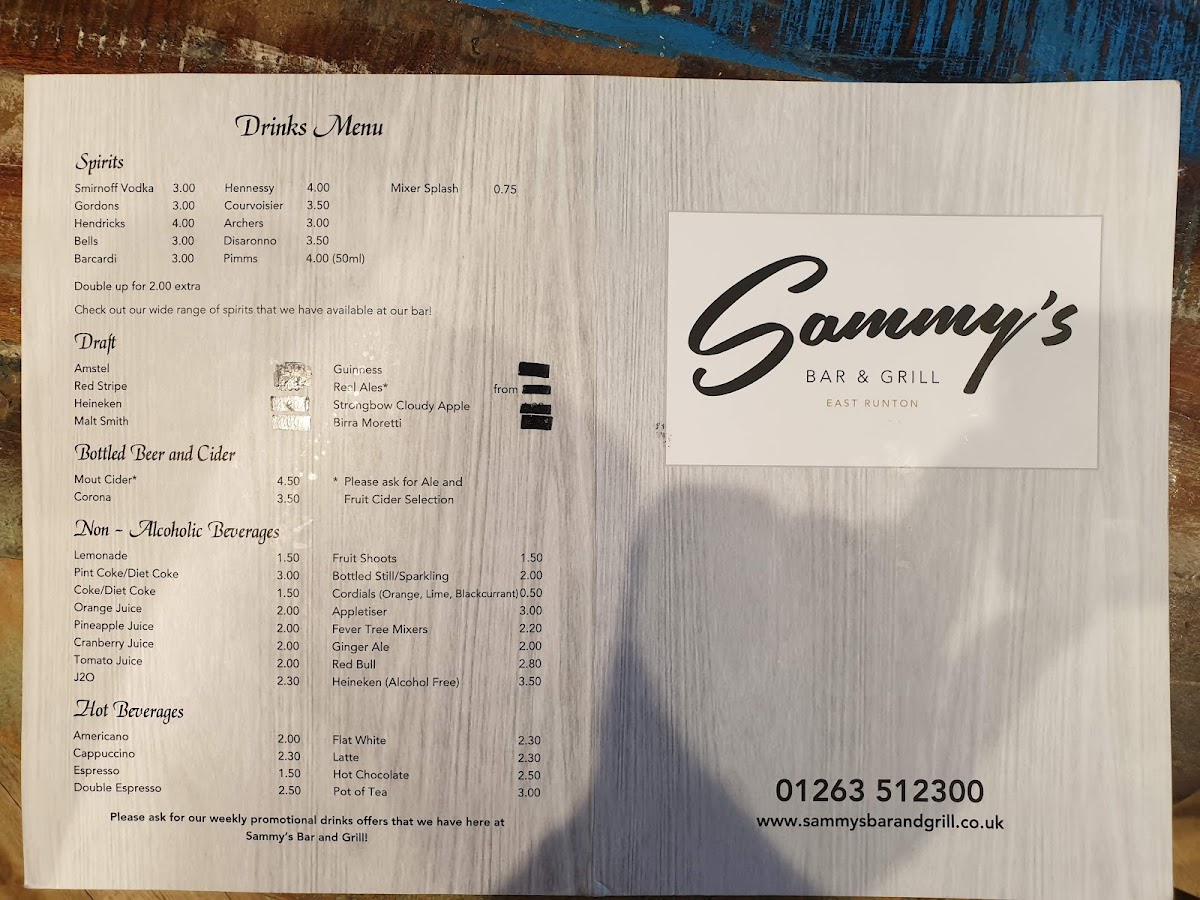 Drinks Menu
Spirits
Smirnoff Vodka 3.00 Hennessy 4.00 Mixer Splash 0.75
Gordons 3.00 Courvoisier 3.50
Hendricks 4.00 Archers 3.00
Bells 3.00 Disaronno 3.50
Barcardi 3.00 Pimms 4.00 (50ml)
Double up for 2.00 extra
Check out our wide range of spirits that we have available at our bar!
Draft
Amstel Guinness
Red Stripe Real Ales* from
Heineken Strongbow Cloudy Apple
Malt Smith Birra Moretti
Bottled Beer and Cider
Mout Cider* 4.50 * Please ask for Ale and
Corona 3.50 Fruit Cider Selection
Non - Alcoholic Beverages
Lemonade 1.50 Fruit Shoots 1.50
Pint Coke/Diet Coke 3.00 Bottled Still/Sparkling 2.00
Coke/Diet Coke 1.50 Cordials (Orange, Lime, Blackcurrant) 0.50
Orange Juice 2.00 Appletiser 3.00
Pineapple Juice 2.00 Fever Tree Mixers 2.20
Cranberry Juice 2.00 Ginger Ale 2.00
Tomato Juice 2.00 Red Bull 2.80
J2O 2.30 Heineken (Alcohol Free) 3.50
Hot Beverages
Americano 2.00 Flat White 2.30
Cappuccino 2.30 Latte 2.30
Espresso 1.50 Hot Chocolate 2.50
Double Espresso 2.50 Pot of Tea 3.00
Please ask for our weekly promotional drinks offers that we have here at
Sammy's Bar and Grill!
Sammy's
BAR & GRILL
EAST RUNTON
01263 512300
www.sammysbarandgrill.co.uk